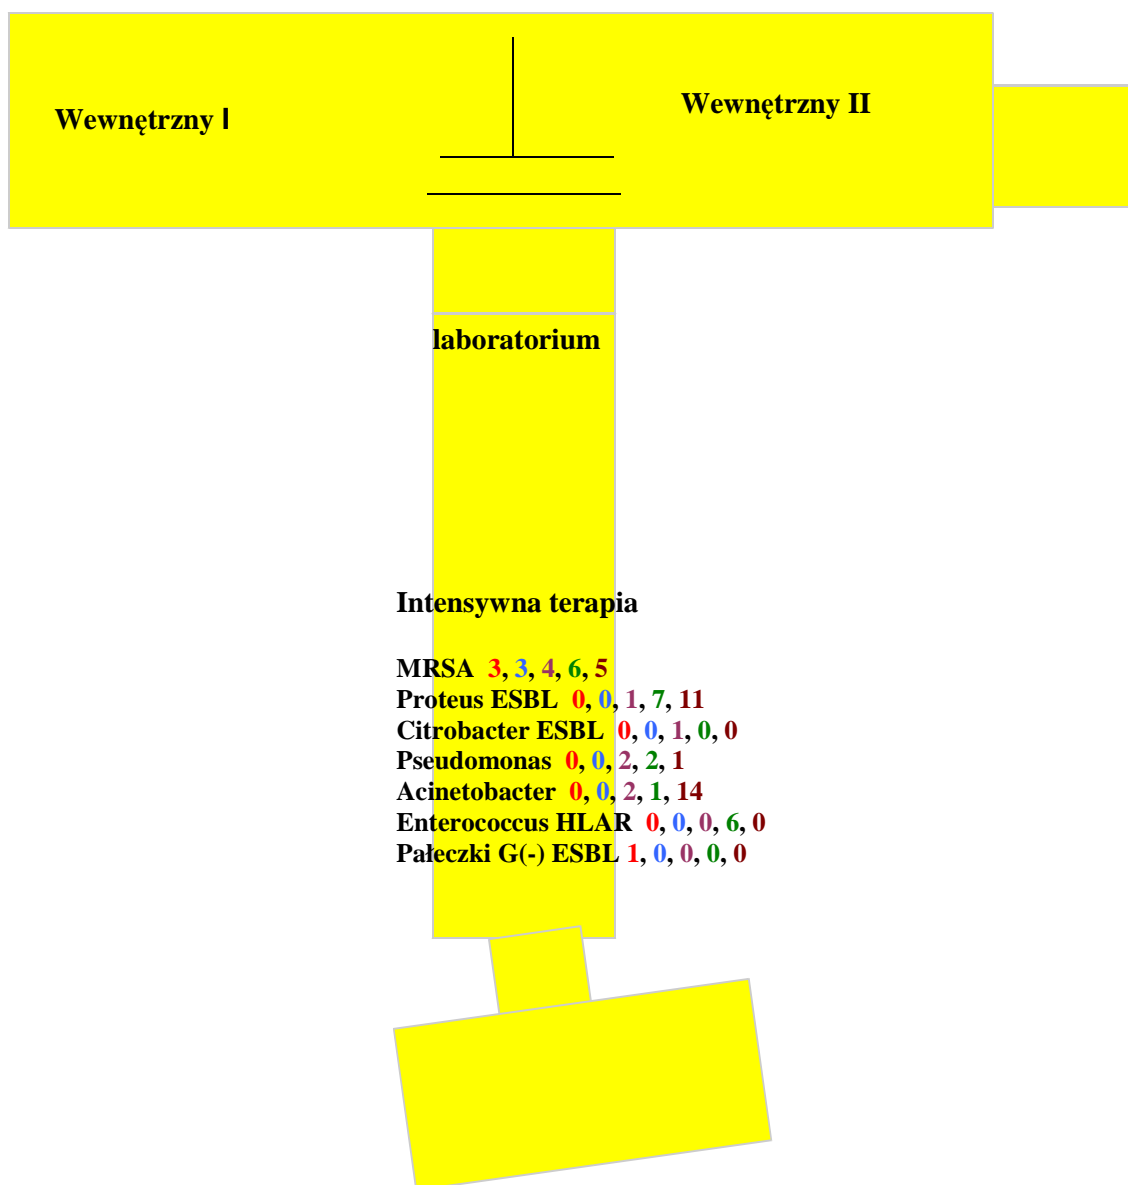 Wewnętrzny I
Wewnętrzny II
laboratorium
Intensywna terapia
MRSA 3, 3, 4, 6, 5
Proteus ESBL 0, 0, 1, 7, 11
Citrobacter ESBL 0, 0, 1, 0, 0
Pseudomonas 0, 0, 2, 2, 1
Acinetobacter 0, 0, 2, 1, 14
Enterococcus HLAR 0, 0, 0, 6, 0
Pałeczki G(-) ESBL 1, 0, 0, 0, 0